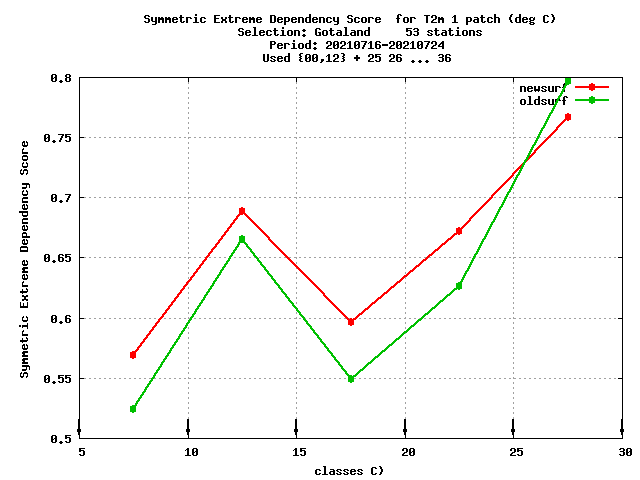 Symmetric Extreme Dependency Score  for T2m 1 patch (deg C)
Selection: Gotaland     53 stations
Period: 20210716-20210724
Used {00,12} + 25 26 ... 36
newsurf
oldsurf
Symmetric Extreme Dependency Score
0.8
0.75
0.7
0.65
0.6
0.55
0.5
5 10 15 20 25 30
classes C)